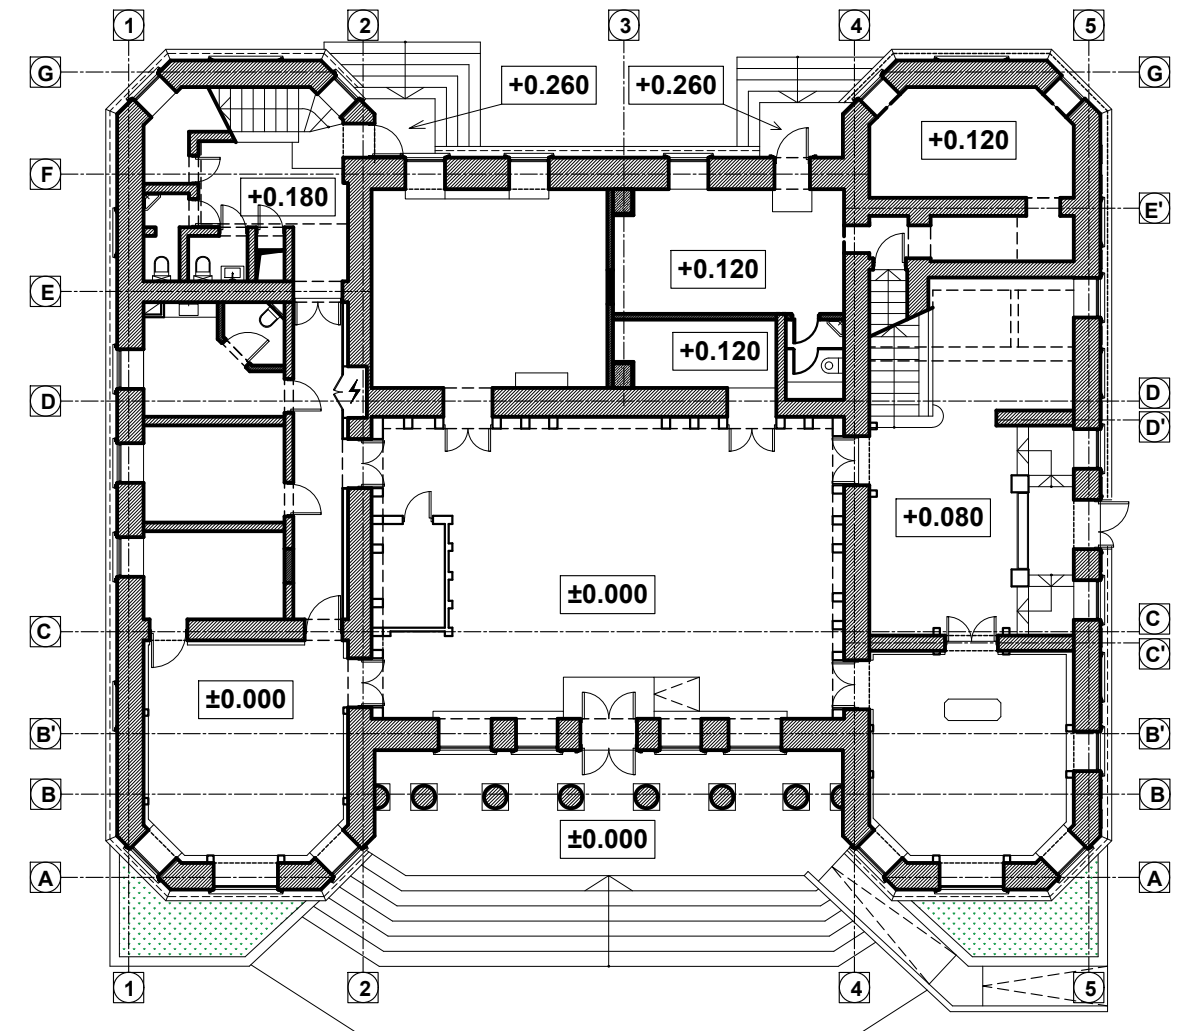 1 2 3 4 5
G G
+0.260 +0.260
+0.120
F
+0.180 E'
+0.120
E
+0.120
D D
D'
+0.080
±0.000
C C
C'
±0.000
B' B'
B B
±0.000
A A
1 2 4 5